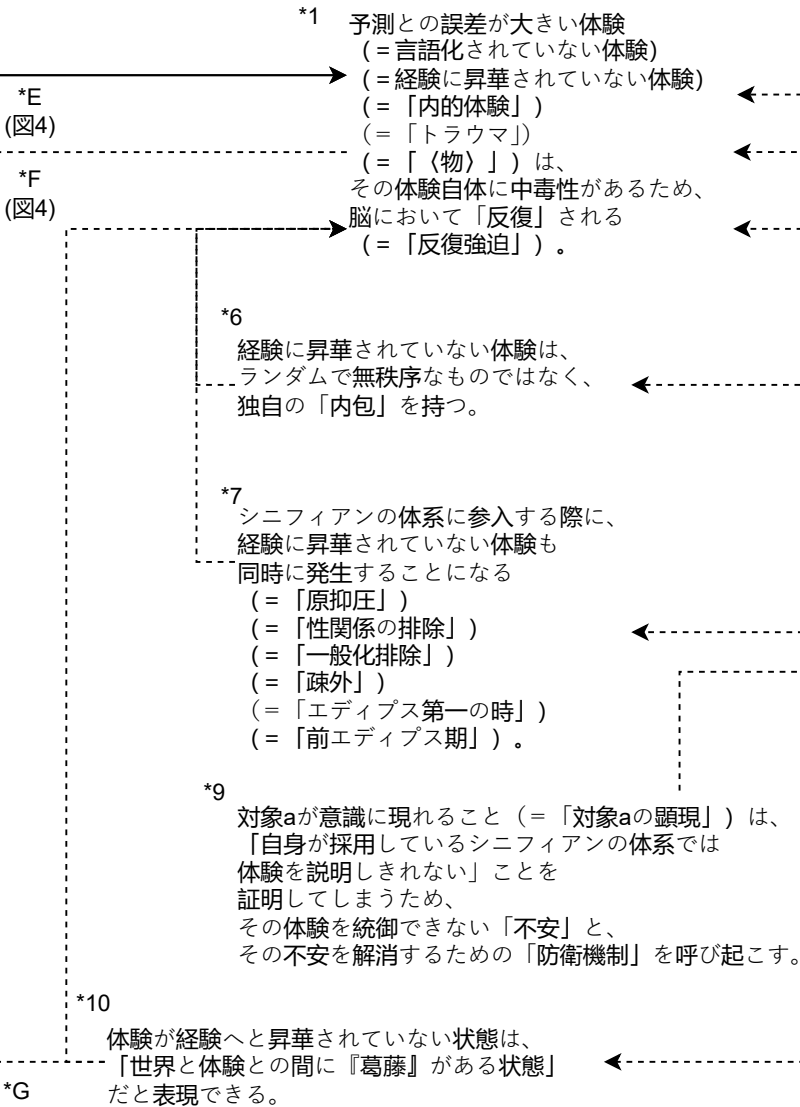 *1
予測との誤差が大きい体験
(=言語化されていない体験)
(=経験に昇華されていない体験)
(=「内的体験」)
(=「トラウマ」)
(=「〈物〉」)は、
その体験自体に中毒性があるため、
脳において「反復」される
(=「反復強迫」)。
*E
(図4)
*F
(図4)
*6
経験に昇華されていない体験は、
ランダムで無秩序なものではなく、
独自の「内包」を持つ。
*7
シニフィアンの体系に参入する際に、
経験に昇華されていない体験も
同時に発生することになる
(=「原抑圧」)
(=「性関係の排除」)
(=「一般化排除」)
(=「疎外」)
(=「エディプス第一の時」)
(=「前エディプス期」)。
*9
対象aが意識に現れること(=「対象aの顕現」)は、
「自身が採用しているシニフィアンの体系では
体験を説明しきれない」ことを
証明してしまうため、
その体験を統御できない「不安」と、
その不安を解消するための「防衛機制」を呼び起こす。
*10
体験が経験へと昇華されていない状態は、
「世界と体験との間に『葛藤』がある状態」
だと表現できる。
*G